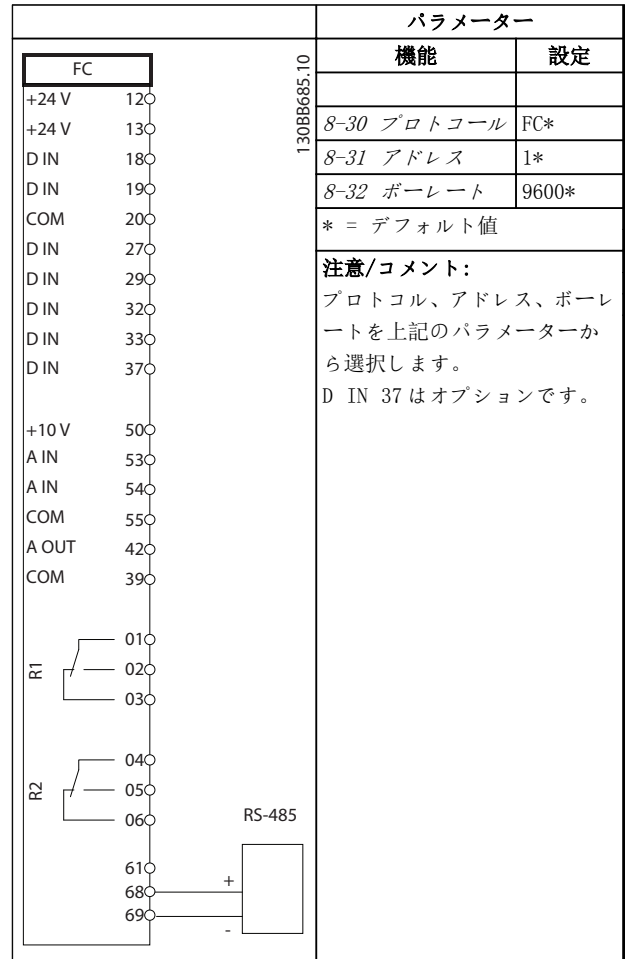 FC
130BB685.10
+24 V 12
+24 V 13
D IN 18
D IN 19
COM 20
D IN 27
D IN 29
D IN 32
D IN 33
D IN 37
+10 V 50
A IN 53
A IN 54
COM 55
A OUT 42
COM 39
R1
01
02
03
R2
04
05
06
RS-485
61
68 +
69 -
パラメーター
機能 設定
8-30 プロトコール FC*
8-31 アドレス 1*
8-32 ボーレート 9600*
* = デフォルト値
注意/コメント:
プロトコル、アドレス、ボーレ
ートを上記のパラメーターか
ら選択します。
D IN 37 はオプションです。